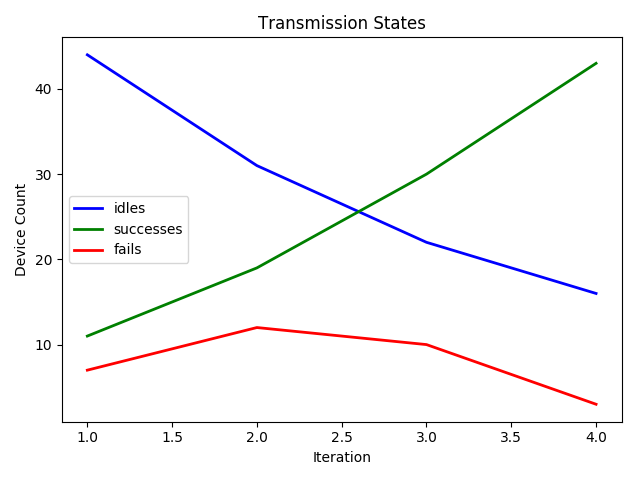 Transmission States
Device Count
40
30
20
10
idles
successes
fails
1.0 1.5 2.0 2.5 3.0 3.5 4.0
Iteration